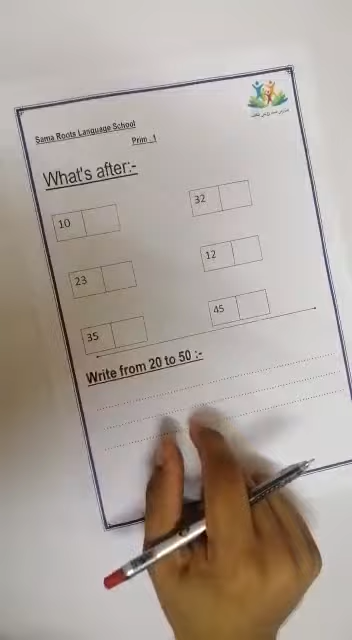 Sama Roots Language School
Prim ..1
What's after:-
10
32
23
12
35
45
Write from 20 to 50 :-